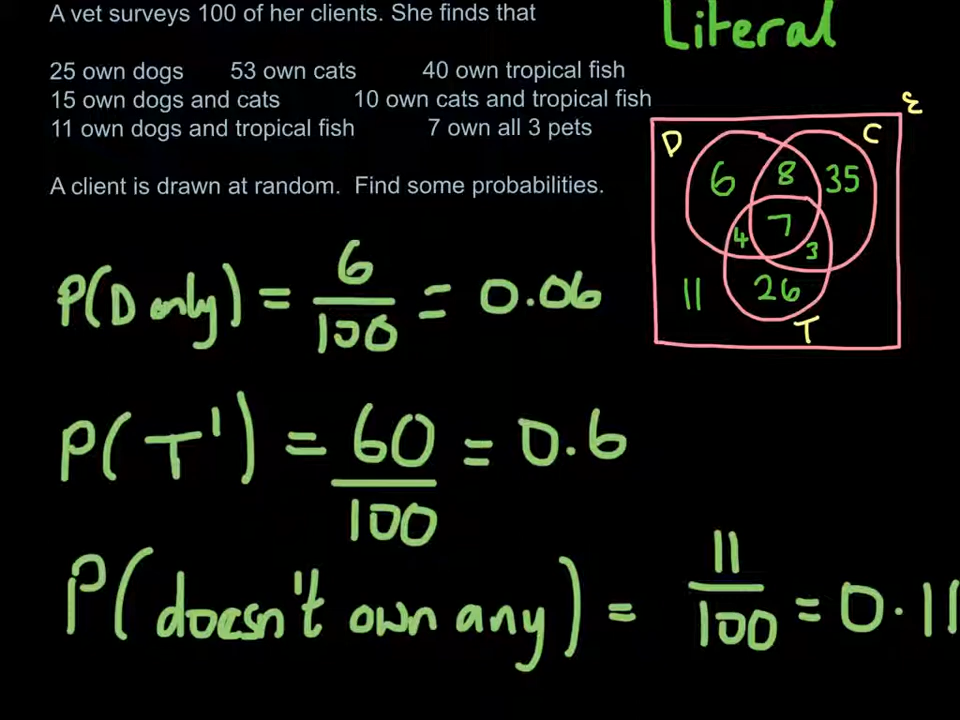 A vet surveys 100 of her clients. She finds that
Literal
25 own dogs 53 own cats 40 own tropical fish
15 own dogs and cats 10 own cats and tropical fish
11 own dogs and tropical fish 7 own all 3 pets
A client is drawn at random. Find some probabilities.
ξ
D C
6 8 35
7
4 3
11 26
T
P(D only) = 6/100 = 0.06
P(T') = 60/100 = 0.6
P(doesn't own any) = 11/100 = 0.11